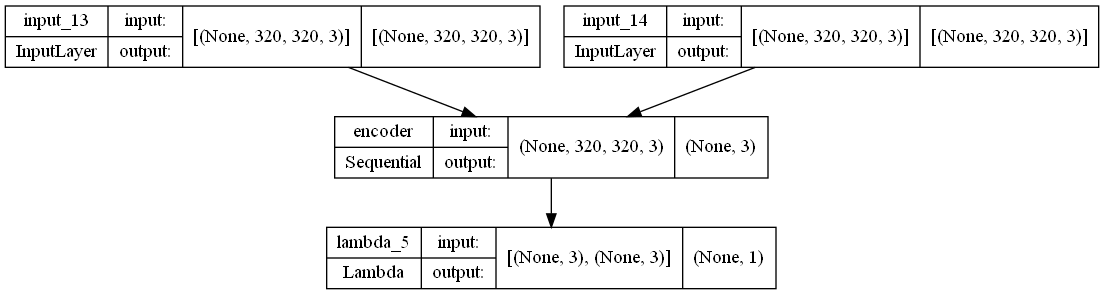 input_13 input: [(None, 320, 320, 3)] [(None, 320, 320, 3)]
InputLayer output:
input_14 input: [(None, 320, 320, 3)] [(None, 320, 320, 3)]
InputLayer output:
encoder input: (None, 320, 320, 3) (None, 3)
Sequential output:
lambda_5 input: [(None, 3), (None, 3)] (None, 1)
Lambda output: